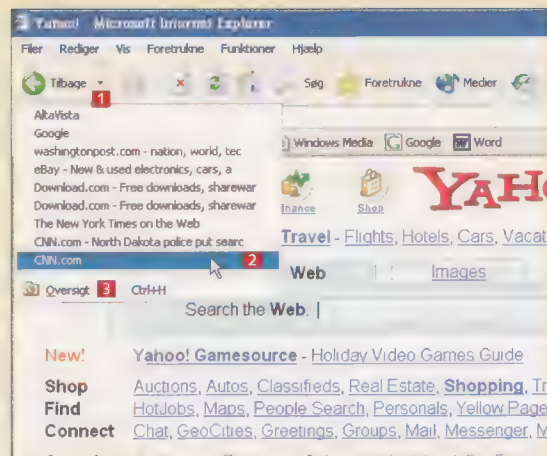 Yahoo! Microsoft Internet Explorer
Filer Rediger Vis Foretrukne Funktioner Hjælp
Tilbage Søg Foretrukne Medier
1
AltaVista
Google
washingtonpost.com - nation, world, tec
eBay - New & used electronics, cars, a
Download.com - Free downloads, sharewar
Download.com - Free downloads, sharewar
The New York Times on the Web
CNN.com - North Dakota police put searc
CNN.com 2
Oversigt 3 Ctrl+H
Windows Media Google Word
YAHO
inance Shop
Travel - Flights, Hotels, Cars, Vacat
Web Images
Search the Web.
New! Yahoo! Gamesource - Holiday Video Games Guide
Shop Auctions, Autos, Classifieds, Real Estate, Shopping, Tr
Find HotJobs, Maps, People Search, Personals, Yellow Page
Connect Chat, GeoCities, Greetings, Groups, Mail, Messenger, M